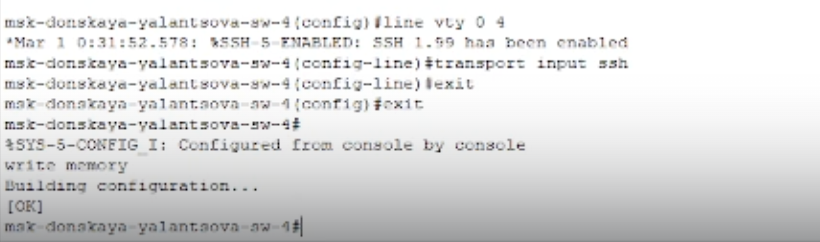 msk-donskaya-yalantsova-sw-4(config)#line vty 0 4
*Mar 1 0:31:52.578: %SSH-5-ENABLED: SSH 1.99 has been enabled
msk-donskaya-yalantsova-sw-4(config-line)#transport input ssh
msk-donskaya-yalantsova-sw-4(config-line)#exit
msk-donskaya-yalantsova-sw-4(config)#exit
msk-donskaya-yalantsova-sw-4#
%SYS-5-CONFIG_I: Configured from console by console
write memory
Building configuration...
[OK]
msk-donskaya-yalantsova-sw-4#